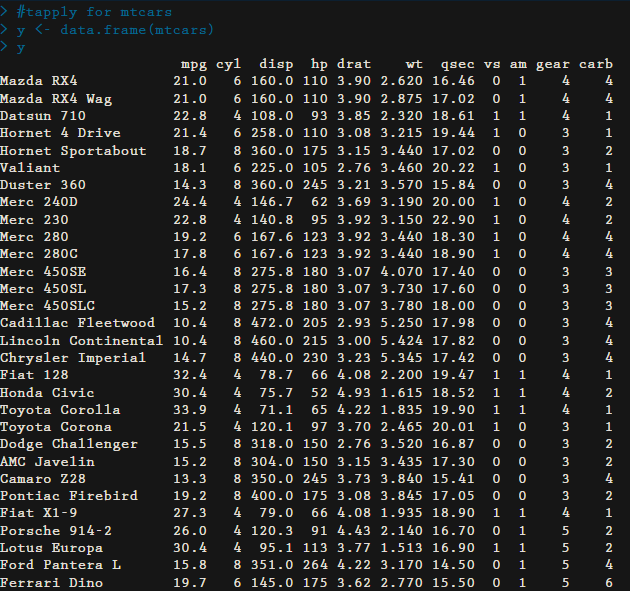 > #tapply for mtcars
> y <- data.frame(mtcars)
> y
mpg cyl disp hp drat wt qsec vs am gear carb
Mazda RX4 21.0 6 160.0 110 3.90 2.620 16.46 0 1 4 4
Mazda RX4 Wag 21.0 6 160.0 110 3.90 2.875 17.02 0 1 4 4
Datsun 710 22.8 4 108.0 93 3.85 2.320 18.61 1 1 4 1
Hornet 4 Drive 21.4 6 258.0 110 3.08 3.215 19.44 1 0 3 1
Hornet Sportabout 18.7 8 360.0 175 3.15 3.440 17.02 0 0 3 2
Valiant 18.1 6 225.0 105 2.76 3.460 20.22 1 0 3 1
Duster 360 14.3 8 360.0 245 3.21 3.570 15.84 0 0 3 4
Merc 240D 24.4 4 146.7 62 3.69 3.190 20.00 1 0 4 2
Merc 230 22.8 4 140.8 95 3.92 3.150 22.90 1 0 4 2
Merc 280 19.2 6 167.6 123 3.92 3.440 18.30 1 0 4 4
Merc 280C 17.8 6 167.6 123 3.92 3.440 18.90 1 0 4 4
Merc 450SE 16.4 8 275.8 180 3.07 4.070 17.40 0 0 3 3
Merc 450SL 17.3 8 275.8 180 3.07 3.730 17.60 0 0 3 3
Merc 450SLC 15.2 8 275.8 180 3.07 3.780 18.00 0 0 3 3
Cadillac Fleetwood 10.4 8 472.0 205 2.93 5.250 17.98 0 0 3 4
Lincoln Continental 10.4 8 460.0 215 3.00 5.424 17.82 0 0 3 4
Chrysler Imperial 14.7 8 440.0 230 3.23 5.345 17.42 0 0 3 4
Fiat 128 32.4 4 78.7 66 4.08 2.200 19.47 1 1 4 1
Honda Civic 30.4 4 75.7 52 4.93 1.615 18.52 1 1 4 2
Toyota Corolla 33.9 4 71.1 65 4.22 1.835 19.90 1 1 4 1
Toyota Corona 21.5 4 120.1 97 3.70 2.465 20.01 1 0 3 1
Dodge Challenger 15.5 8 318.0 150 2.76 3.520 16.87 0 0 3 2
AMC Javelin 15.2 8 304.0 150 3.15 3.435 17.30 0 0 3 2
Camaro Z28 13.3 8 350.0 245 3.73 3.840 15.41 0 0 3 4
Pontiac Firebird 19.2 8 400.0 175 3.08 3.845 17.05 0 0 3 2
Fiat X1-9 27.3 4 79.0 66 4.08 1.935 18.90 1 1 4 1
Porsche 914-2 26.0 4 120.3 91 4.43 2.140 16.70 0 1 5 2
Lotus Europa 30.4 4 95.1 113 3.77 1.513 16.90 1 1 5 2
Ford Pantera L 15.8 8 351.0 264 4.22 3.170 14.50 0 1 5 4
Ferrari Dino 19.7 6 145.0 175 3.62 2.770 15.50 0 1 5 6